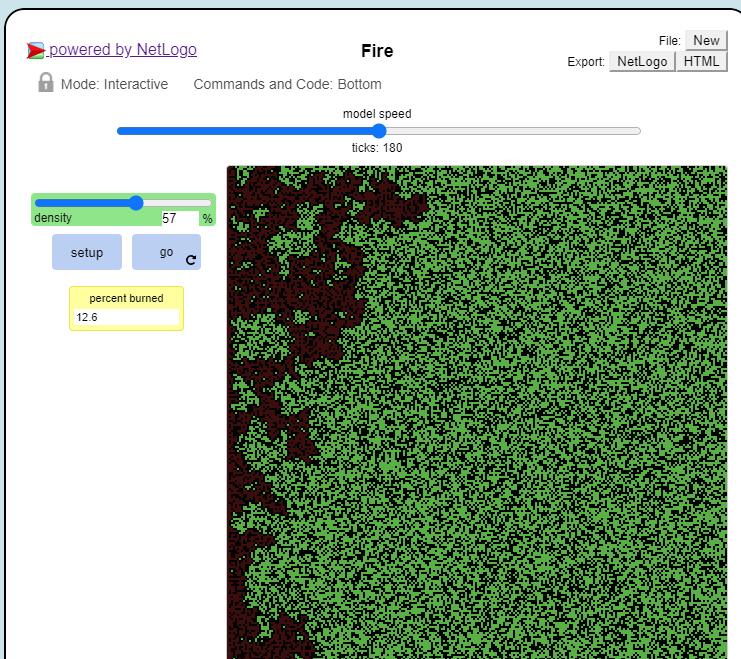 powered by NetLogo
Fire
File: New
Export: NetLogo HTML
Mode: Interactive Commands and Code: Bottom
model speed
ticks: 180
density 57 %
setup go
percent burned
12.6